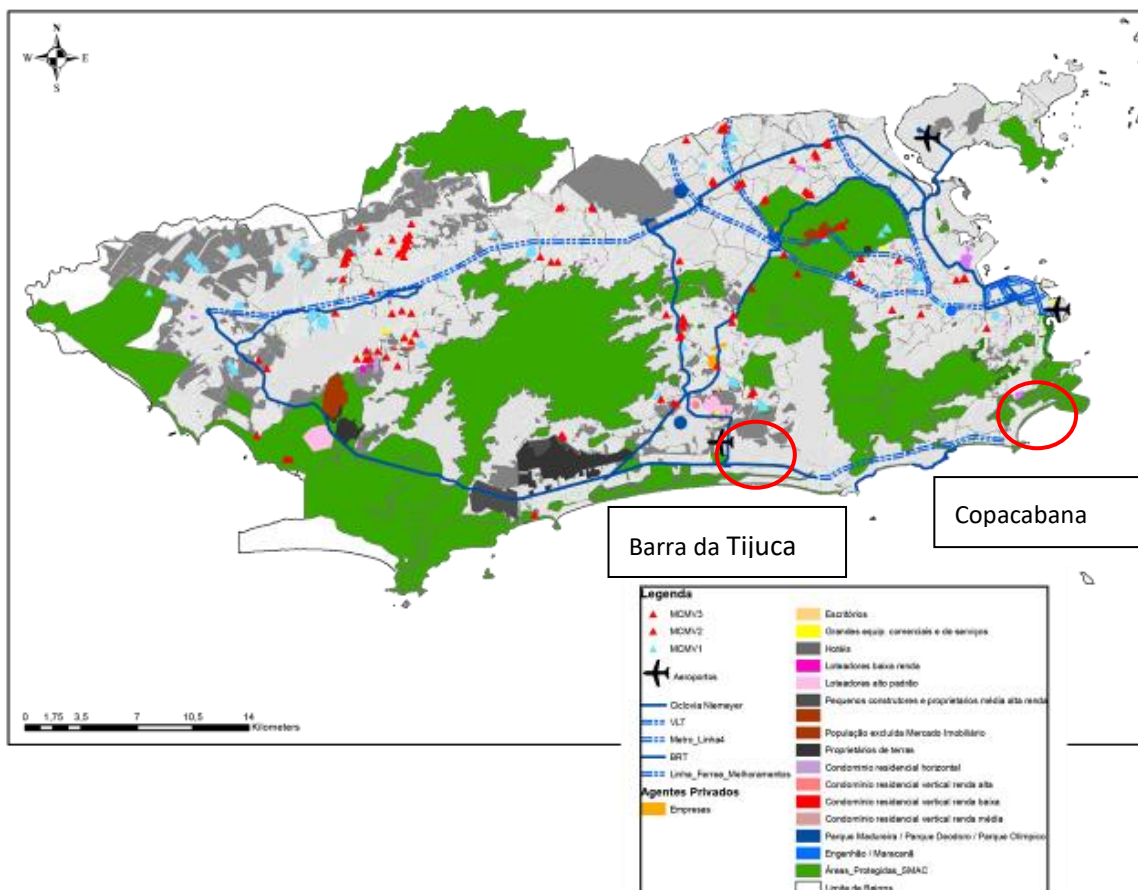 N
W E
S
Copacabana
Barra da Tijuca
Legenda
MCMV3
MCMV2
MCMV1
Aeroportos
Ciclovia Niemeyer
VLT
Metro_Linha4
BRT
Linha_Ferrea_Melhoramentos
Agentes Privados
Empresas
Escritórios
Grandes equip. comerciais e de serviços
Hotéis
Loteadores baixa renda
Loteadores alto padrão
Pequenos construtores e proprietarios média alta renda
População excluída Mercado Imobiliário
Proprietários de terras
Condomínio residencial horizontal
Condomínio residencial vertical renda alta
Condomínio residencial vertical renda baixa
Condomínio residencial vertical renda média
Parque Madureira / Parque Deodoro / Parque Olímpico
Engenhão / Maracanã
Áreas_Protegidas_SMAC
Limite de Bairros
0 1,75 3,5 7 10,5 14
Kilometers